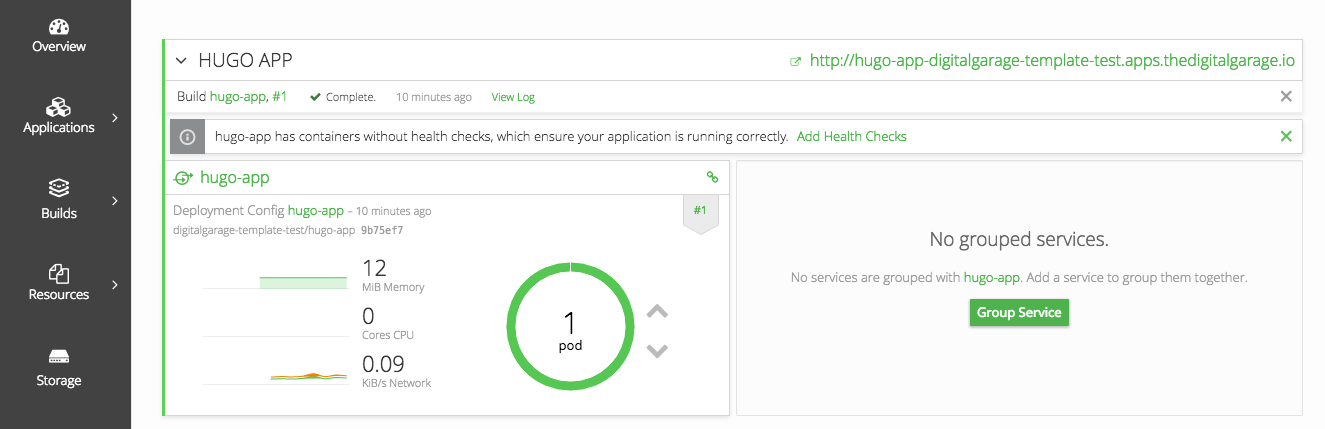 Overview
Applications
Builds
Resources
Storage
HUGO APP http://hugo-app-digitalgarage-template-test.apps.thedigitalgarage.io
Build hugo-app, #1 Complete. 10 minutes ago View Log
hugo-app has containers without health checks, which ensure your application is running correctly. Add Health Checks
hugo-app
Deployment Config hugo-app – 10 minutes ago
#1
digitalgarage-template-test/hugo-app 9b75ef7
12
MiB Memory
0
Cores CPU
0.09
KiB/s Network
1
pod
No grouped services.
No services are grouped with hugo-app. Add a service to group them together.
Group Service